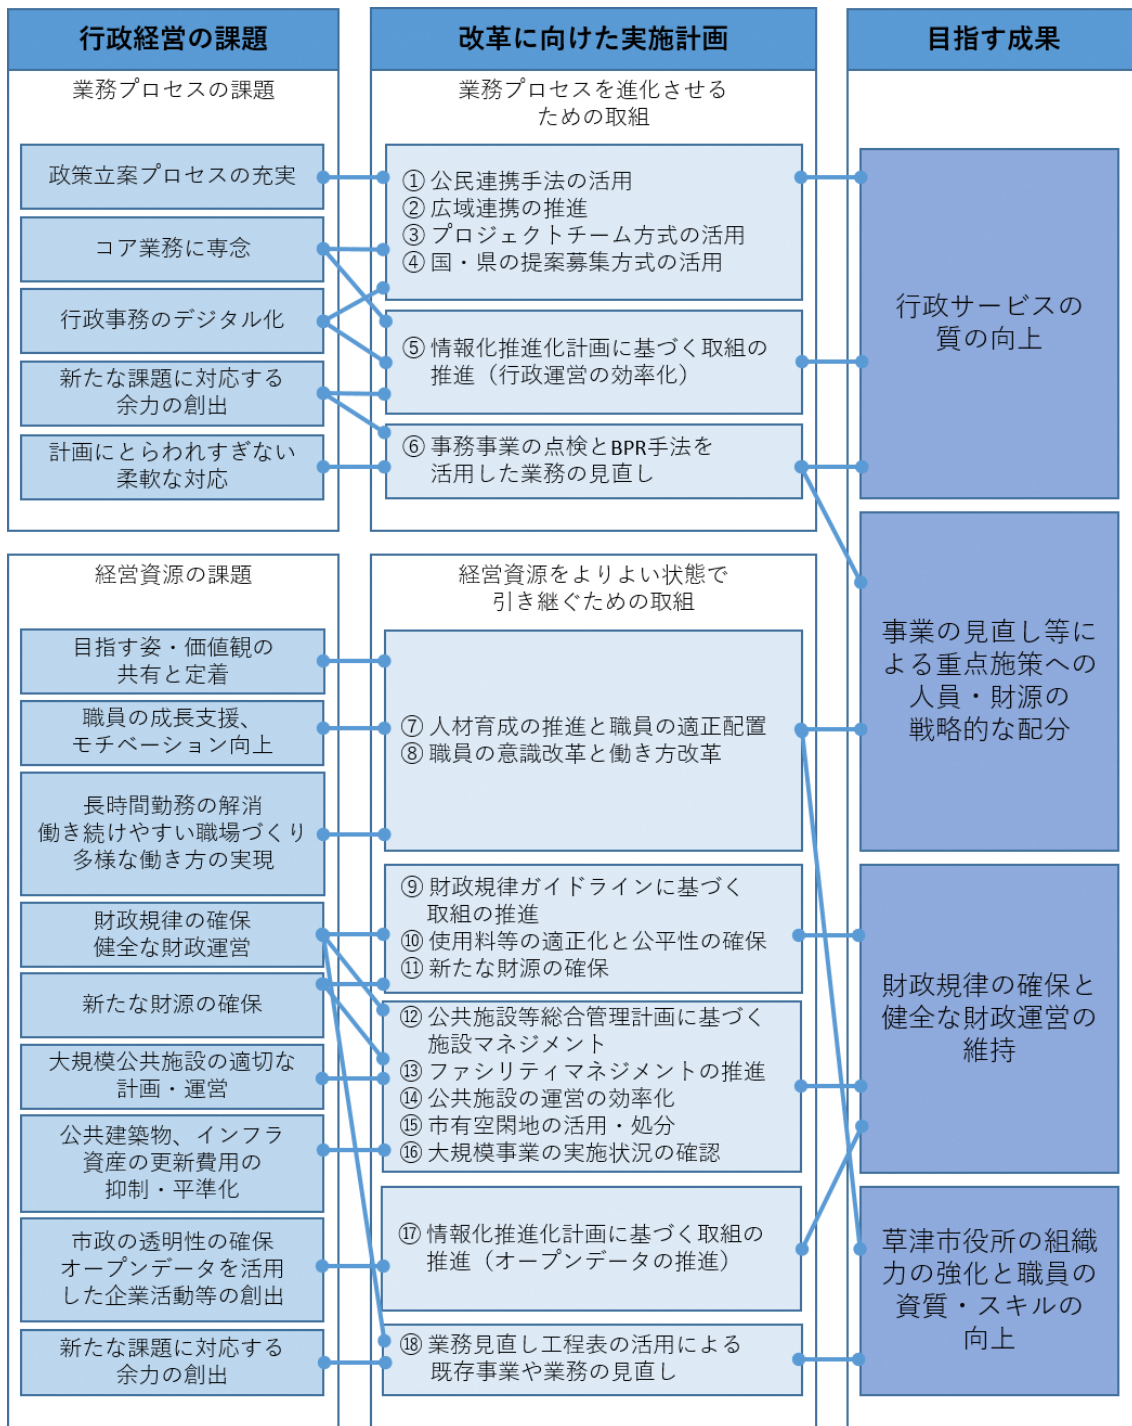 行政経営の課題
業務プロセスの課題
政策立案プロセスの充実
コア業務に専念
行政事務のデジタル化
新たな課題に対応する
余力の創出
計画にとらわれすぎない
柔軟な対応
経営資源の課題
目指す姿・価値観の
共有と定着
職員の成長支援、
モチベーション向上
長時間勤務の解消
働き続けやすい職場づくり
多様な働き方の実現
財政規律の確保
健全な財政運営
新たな財源の確保
大規模公共施設の適切な
計画・運営
公共建築物、インフラ
資産の更新費用の
抑制・平準化
市政の透明性の確保
オープンデータを活用
した企業活動等の創出
新たな課題に対応する
余力の創出
改革に向けた実施計画
業務プロセスを進化させる
ための取組
① 公民連携手法の活用
② 広域連携の推進
③ プロジェクトチーム方式の活用
④ 国・県の提案募集方式の活用
⑤ 情報化推進化計画に基づく取組の
推進（行政運営の効率化）
⑥ 事務事業の点検とBPR手法を
活用した業務の見直し
経営資源をよりよい状態で
引き継ぐための取組
⑦ 人材育成の推進と職員の適正配置
⑧ 職員の意識改革と働き方改革
⑨ 財政規律ガイドラインに基づく
取組の推進
⑩ 使用料等の適正化と公平性の確保
⑪ 新たな財源の確保
⑫ 公共施設等総合管理計画に基づく
施設マネジメント
⑬ ファシリティマネジメントの推進
⑭ 公共施設の運営の効率化
⑮ 市有空閑地の活用・処分
⑯ 大規模事業の実施状況の確認
⑰ 情報化推進化計画に基づく取組の
推進（オープンデータの推進）
⑱ 業務見直し工程表の活用による
既存事業や業務の見直し
目指す成果
行政サービスの
質の向上
事業の見直し等に
よる重点施策への
人員・財源の
戦略的な配分
財政規律の確保と
健全な財政運営の
維持
草津市役所の組織
力の強化と職員の
資質・スキルの
向上